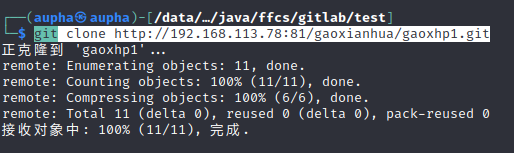 ┌──(aupha㉿aupha)-[/data/…/java/ffcs/gitlab/test]
└─$ git clone http://192.168.113.78:81/gaoxianhua/gaoxhp1.git
正克隆到 'gaoxhp1'...
remote: Enumerating objects: 11, done.
remote: Counting objects: 100% (11/11), done.
remote: Compressing objects: 100% (6/6), done.
remote: Total 11 (delta 0), reused 0 (delta 0), pack-reused 0
接收对象中: 100% (11/11), 完成.